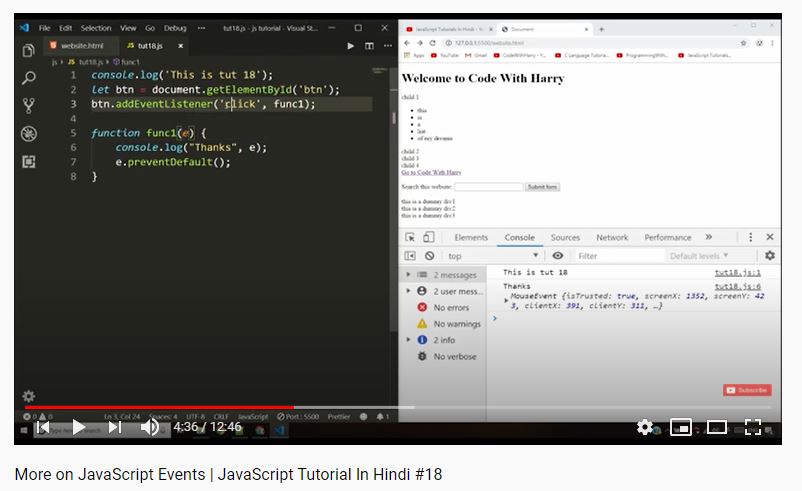 File Edit Selection View Go Debug ··· tut18.js - js tutorial - Visual St...
website.html JS tut18.js ×
js › JS tut18.js › func1
1 console.log('This is tut 18');
2 let btn = document.getElementById('btn');
3 btn.addEventListener('click', func1);
4
5 function func1(e) {
6 console.log("Thanks", e);
7 e.preventDefault();
8 }
Ln 3, Col 24 Spaces: 4 UTF-8 CRLF JavaScript Port : 5500 Prettier 1
JavaScript Tutorials In Hindi Document
127.0.0.1:5500/website.html
Apps YouTube Gmail CodeWithHarry - Y... C Language Tutoria... ProgrammingWith... JavaScript Tutorials...
Welcome to Code With Harry
child 1
this
is
a
list
of my dreams
child 2
child 3
child 4
Go to Code With Harry
Search this website: Submit form
this is a dummy div1
this is a dummy div2
this is a dummy div3
Elements Console Sources Network Performance »
top Filter Default levels
2 messages
2 user mess...
No errors
No warnings
2 info
No verbose
This is tut 18 tut18.js:1
Thanks tut18.js:6
MouseEvent {isTrusted: true, screenX: 1352, screenY: 42
3, clientX: 391, clientY: 311, …}
Subscribe
4:36 / 12:46
More on JavaScript Events | JavaScript Tutorial In Hindi #18